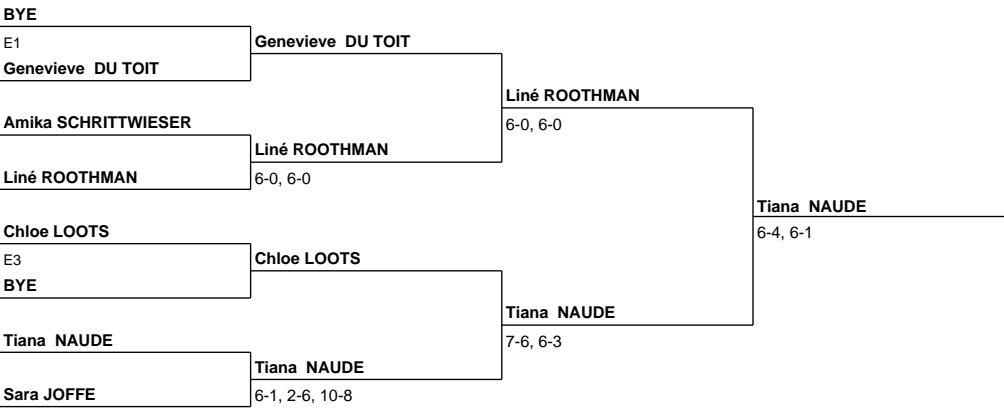 BYE
E1
Genevieve DU TOIT
Genevieve DU TOIT
Liné ROOTHMAN
6-0, 6-0
Amika SCHRITTWIESER
Liné ROOTHMAN
Liné ROOTHMAN
6-0, 6-0
Tiana NAUDE
6-4, 6-1
Chloe LOOTS
E3
Chloe LOOTS
BYE
Tiana NAUDE
7-6, 6-3
Tiana NAUDE
Tiana NAUDE
Sara JOFFE
6-1, 2-6, 10-8